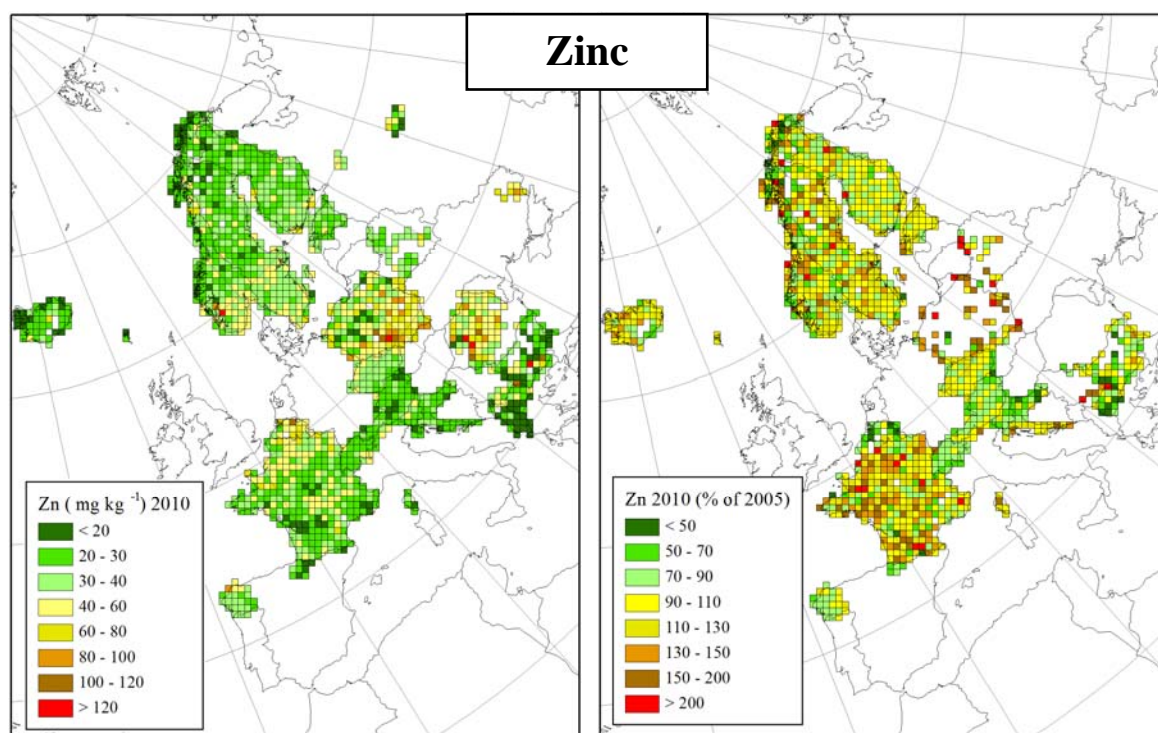 Zinc
Zn ( mg kg ⁻¹) 2010
< 20
20 - 30
30 - 40
40 - 60
60 - 80
80 - 100
100 - 120
> 120
Zn 2010 (% of 2005)
< 50
50 - 70
70 - 90
90 - 110
110 - 130
130 - 150
150 - 200
> 200